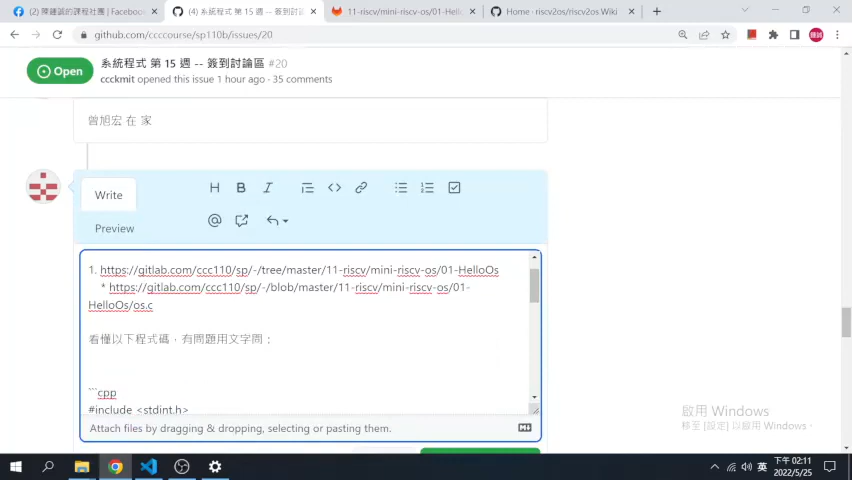 (2) 陳鍾誠的課程社團 | Facebook
(4) 系統程式 第 15 週 -- 簽到討論
11-riscv/mini-riscv-os/01-Hello
Home · riscv2os/riscv2os Wiki
github.com/cccourse/sp110b/issues/20
Open
系統程式 第 15 週 -- 簽到討論區 #20
ccckmit opened this issue 1 hour ago · 35 comments
曾旭宏 在 家
Write
Preview
1. https://gitlab.com/ccc110/sp/-/tree/master/11-riscv/mini-riscv-os/01-HelloOs
* https://gitlab.com/ccc110/sp/-/blob/master/11-riscv/mini-riscv-os/01-
HelloOs/os.c
看懂以下程式碼，有問題用文字問：
```cpp
#include <stdint.h>
Attach files by dragging & dropping, selecting or pasting them.
啟用 Windows
移至 [設定] 以啟用 Windows。
英
下午 02:11
2022/5/25